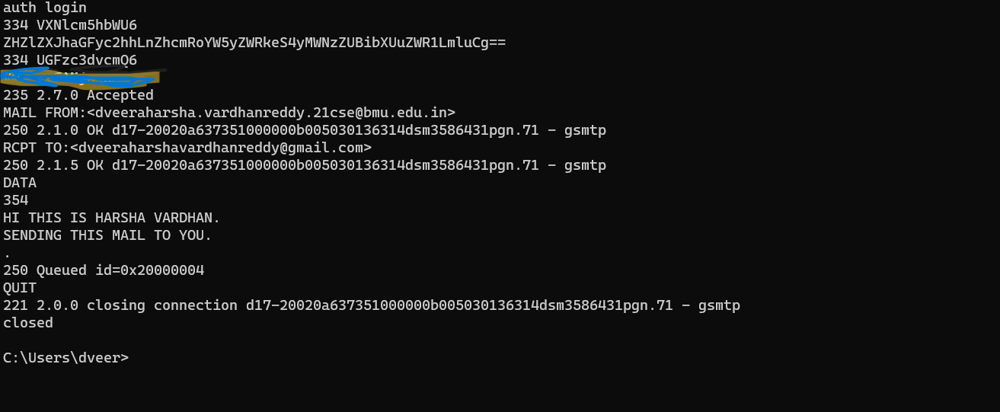 auth login
334 VXNlcm5hbWU6
ZHZlZXJhaGFyc2hhLnZhcmRoYW5yZWRkeS4yMWNzZUBibXUuZWR1LmluCg==
334 UGFzc3dvcmQ6
235 2.7.0 Accepted
MAIL FROM:<dveeraharsha.vardhanreddy.21cse@bmu.edu.in>
250 2.1.0 OK d17-20020a637351000000b005030136314dsm3586431pgn.71 - gsmtp
RCPT TO:<dveeraharshavardhanreddy@gmail.com>
250 2.1.5 OK d17-20020a637351000000b005030136314dsm3586431pgn.71 - gsmtp
DATA
354
HI THIS IS HARSHA VARDHAN.
SENDING THIS MAIL TO YOU.
.
250 Queued id=0x20000004
QUIT
221 2.0.0 closing connection d17-20020a637351000000b005030136314dsm3586431pgn.71 - gsmtp
closed
C:\Users\dveer>